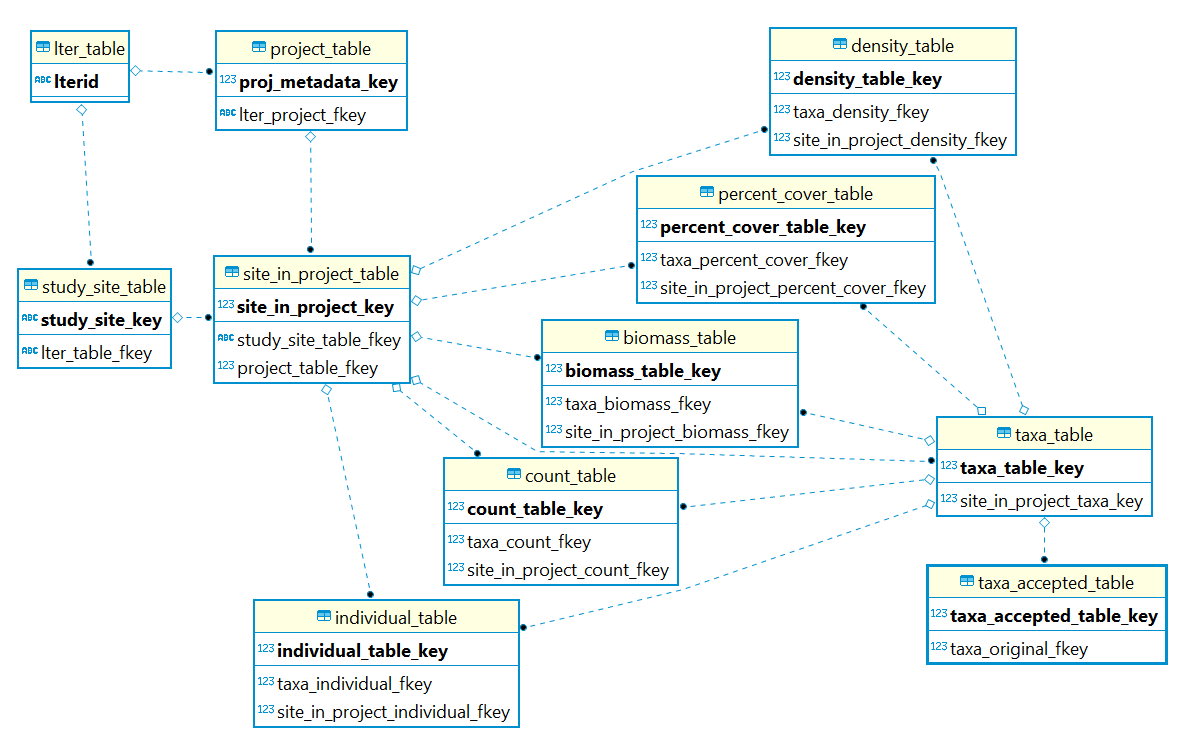 lter_table
ABC lterid
project_table
123 proj_metadata_key
ABC lter_project_fkey
density_table
123 density_table_key
123 taxa_density_fkey
123 site_in_project_density_fkey
percent_cover_table
123 percent_cover_table_key
123 taxa_percent_cover_fkey
123 site_in_project_percent_cover_fkey
study_site_table
ABC study_site_key
ABC lter_table_fkey
site_in_project_table
123 site_in_project_key
ABC study_site_table_fkey
123 project_table_fkey
biomass_table
123 biomass_table_key
123 taxa_biomass_fkey
123 site_in_project_biomass_fkey
taxa_table
123 taxa_table_key
123 site_in_project_taxa_key
count_table
123 count_table_key
123 taxa_count_fkey
123 site_in_project_count_fkey
taxa_accepted_table
123 taxa_accepted_table_key
123 taxa_original_fkey
individual_table
123 individual_table_key
123 taxa_individual_fkey
123 site_in_project_individual_fkey